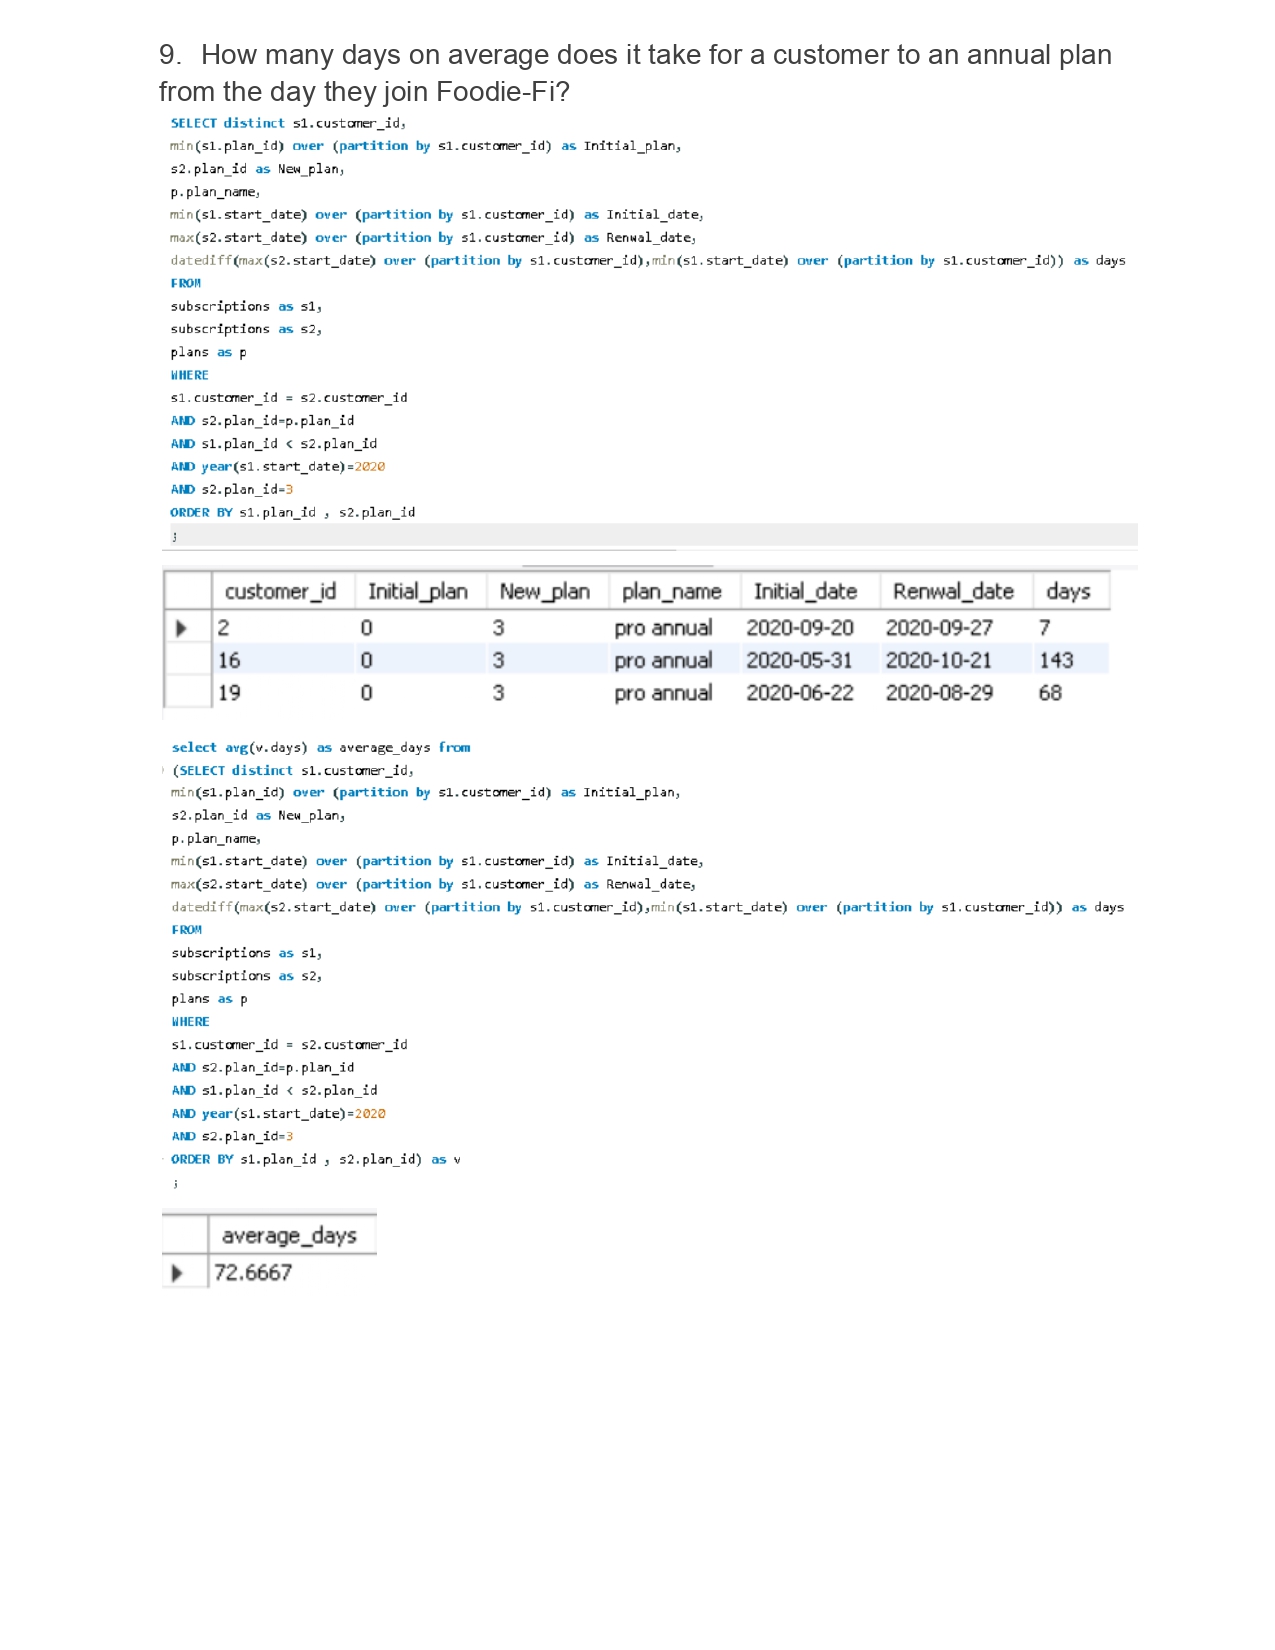 9. How many days on average does it take for a customer to an annual plan
from the day they join Foodie-Fi?
SELECT distinct s1.customer_id,
min(s1.plan_id) over (partition by s1.customer_id) as Initial_plan,
s2.plan_id as New_plan,
p.plan_name,
min(s1.start_date) over (partition by s1.customer_id) as Initial_date,
max(s2.start_date) over (partition by s1.customer_id) as Renwal_date,
datediff(max(s2.start_date) over (partition by s1.customer_id),min(s1.start_date) over (partition by s1.customer_id)) as days
FROM
subscriptions as s1,
subscriptions as s2,
plans as p
WHERE
s1.customer_id = s2.customer_id
AND s2.plan_id=p.plan_id
AND s1.plan_id < s2.plan_id
AND year(s1.start_date)=2020
AND s2.plan_id=3
ORDER BY s1.plan_id , s2.plan_id
;
customer_id Initial_plan New_plan plan_name Initial_date Renwal_date days
2 0 3 pro annual 2020-09-20 2020-09-27 7
16 0 3 pro annual 2020-05-31 2020-10-21 143
19 0 3 pro annual 2020-06-22 2020-08-29 68
select avg(v.days) as average_days from
(SELECT distinct s1.customer_id,
min(s1.plan_id) over (partition by s1.customer_id) as Initial_plan,
s2.plan_id as New_plan,
p.plan_name,
min(s1.start_date) over (partition by s1.customer_id) as Initial_date,
max(s2.start_date) over (partition by s1.customer_id) as Renwal_date,
datediff(max(s2.start_date) over (partition by s1.customer_id),min(s1.start_date) over (partition by s1.customer_id)) as days
FROM
subscriptions as s1,
subscriptions as s2,
plans as p
WHERE
s1.customer_id = s2.customer_id
AND s2.plan_id=p.plan_id
AND s1.plan_id < s2.plan_id
AND year(s1.start_date)=2020
AND s2.plan_id=3
ORDER BY s1.plan_id , s2.plan_id) as v
;
average_days
72.6667